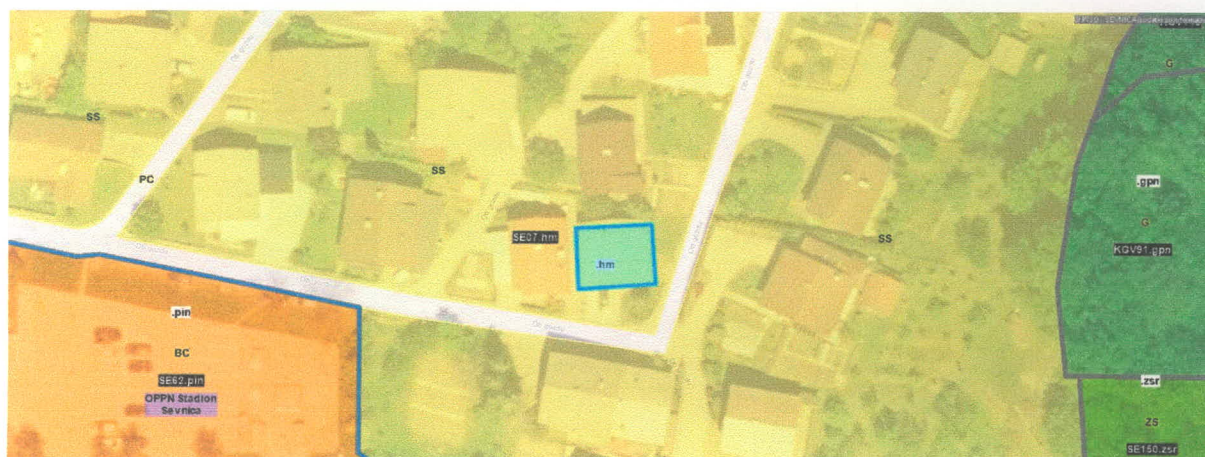 G
SS
PC
SS
.gpn
G
KGV91.gpn
SE07.hm
SS
.hm
.pin
BC
SE62.pin
OPPN Stadion
Sevnica
.zsr
ZS
SE150.zsr